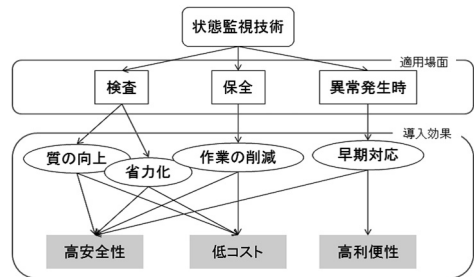 状態監視技術
適用場面
検査
保全
異常発生時
導入効果
質の向上
省力化
作業の削減
早期対応
高安全性
低コスト
高利便性